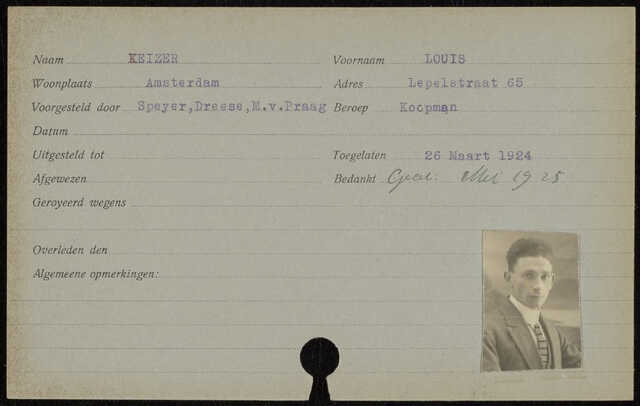 Naam KEIZER Voornaam LOUIS
Woonplaats Amsterdam Adres Lepelstraat 65
Voorgesteld door Speyer,Dreese,M.v.Praag Beroep Koopman
Datum
Uitgesteld tot Toegelaten 26 Maart 1924
Afgewezen Bedankt Mei 1925
Geroyeerd wegens
Overleden den
Algemeene opmerkingen: